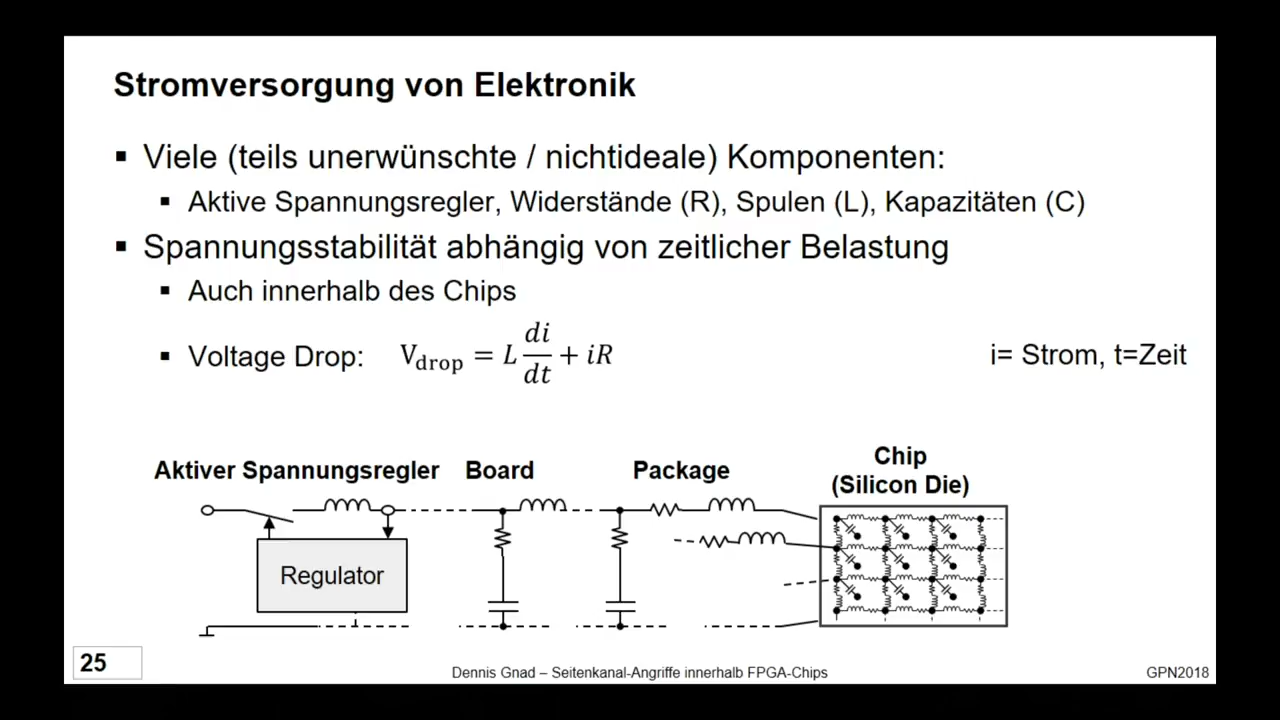 Stromversorgung von Elektronik
▪ Viele (teils unerwünschte / nichtideale) Komponenten:
▪ Aktive Spannungsregler, Widerstände (R), Spulen (L), Kapazitäten (C)
▪ Spannungsstabilität abhängig von zeitlicher Belastung
▪ Auch innerhalb des Chips
▪ Voltage Drop: V_drop = L di/dt + iR i= Strom, t=Zeit
Aktiver Spannungsregler Board Package Chip
(Silicon Die)
Regulator
25
Dennis Gnad – Seitenkanal-Angriffe innerhalb FPGA-Chips GPN2018